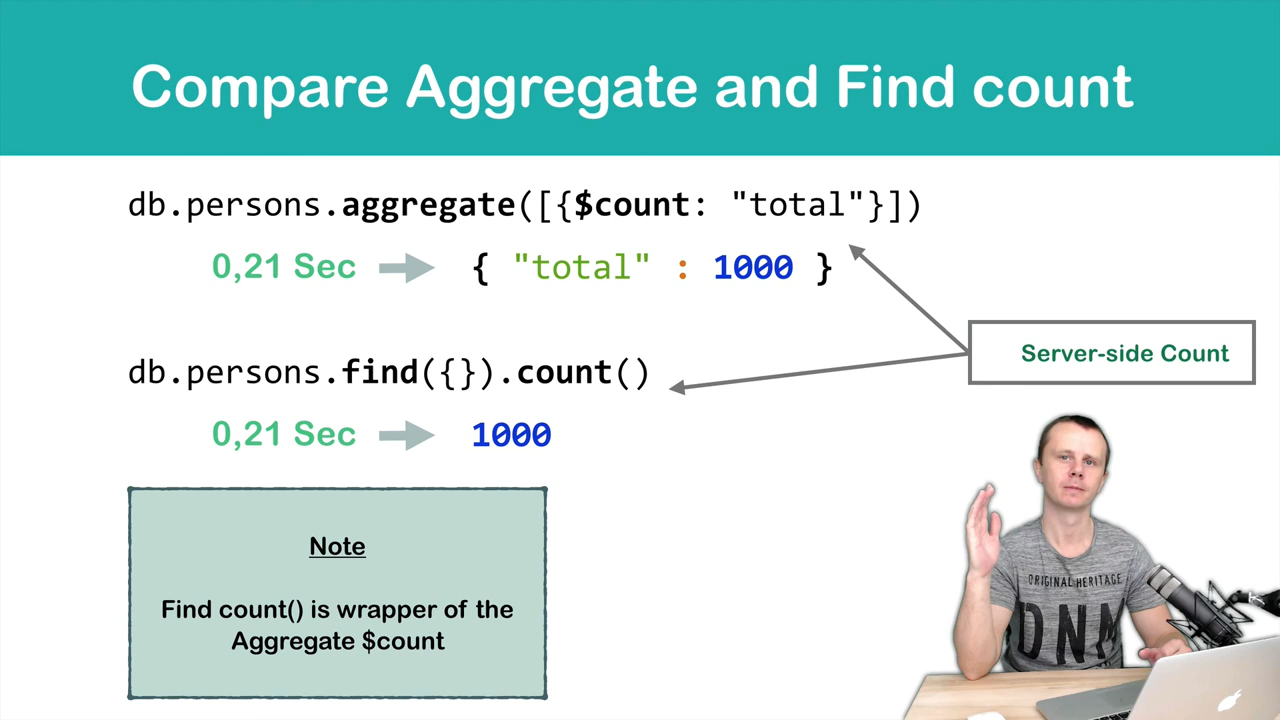 Compare Aggregate and Find count
db.persons.aggregate([{$count: "total"}])
0,21 Sec { "total" : 1000 }
Server-side Count
db.persons.find({}).count()
0,21 Sec 1000
Note
Find count() is wrapper of the
Aggregate $count
ORIGINAL HERITAGE
DNM